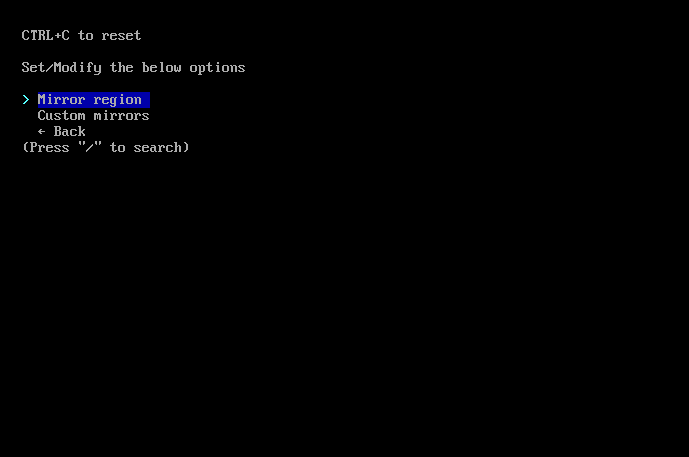 CTRL+C to reset
Set/Modify the below options
> Mirror region
Custom mirrors
← Back
(Press "/" to search)